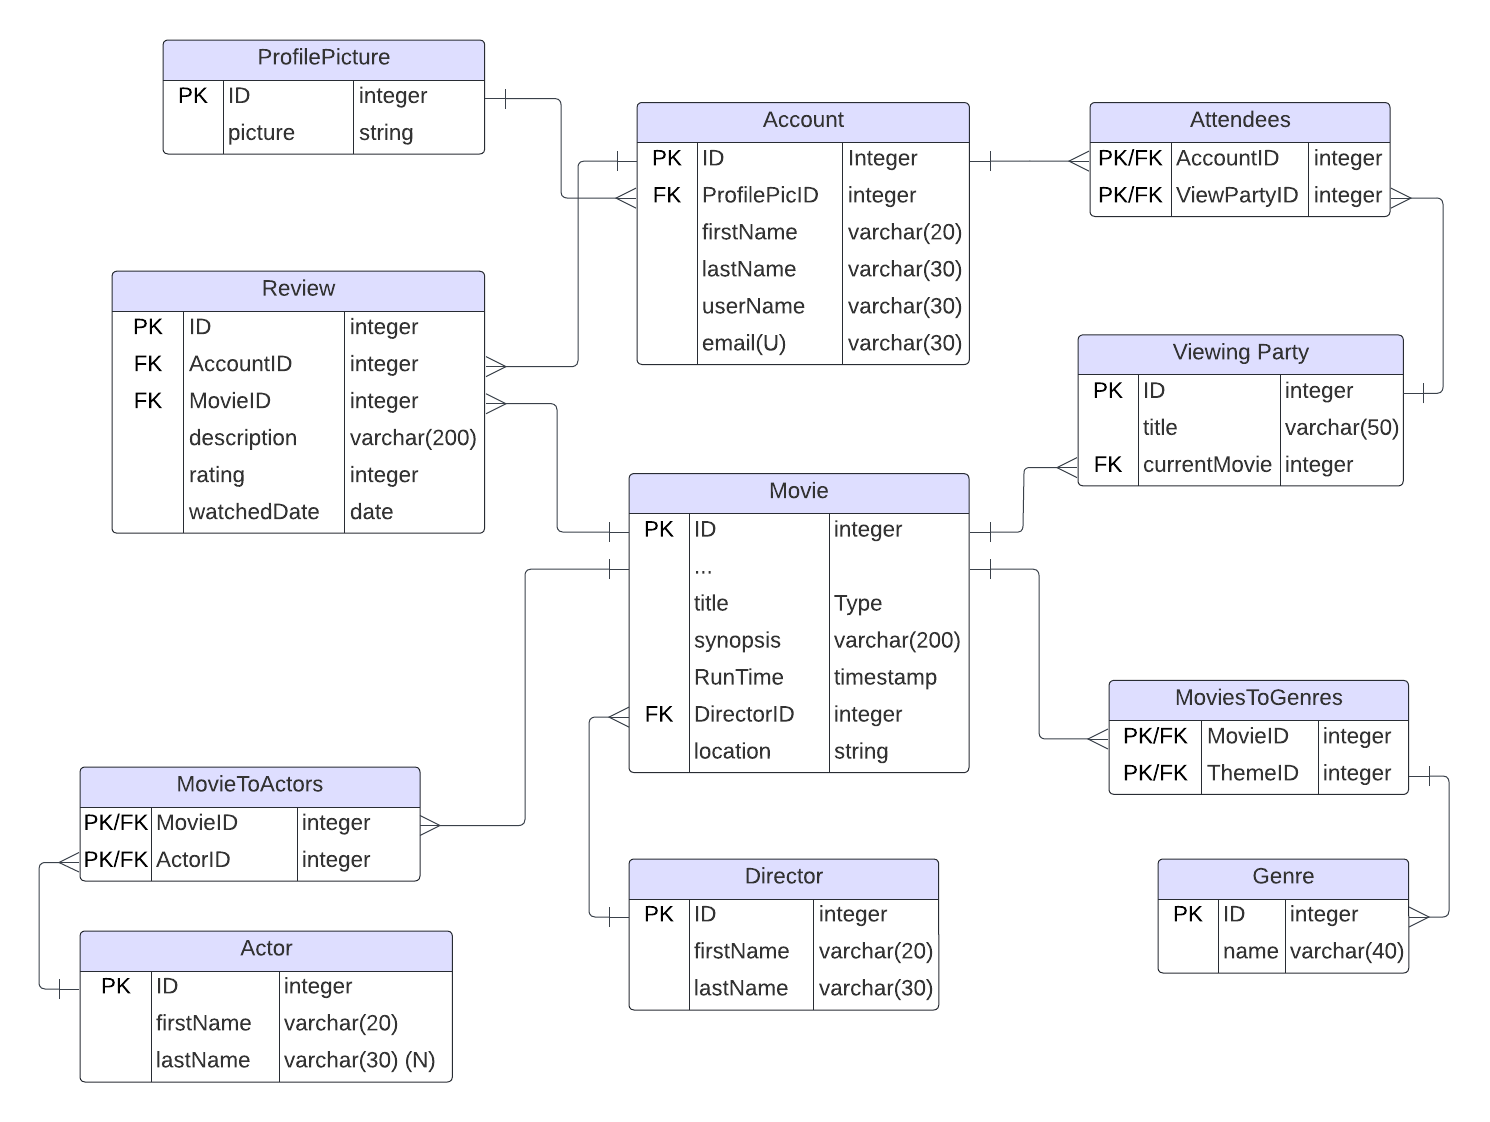 ProfilePicture
PK ID integer
picture string
Account
PK ID Integer
FK ProfilePicID integer
firstName varchar(20)
lastName varchar(30)
userName varchar(30)
email(U) varchar(30)
Attendees
PK/FK AccountID integer
PK/FK ViewPartyID integer
Review
PK ID integer
FK AccountID integer
FK MovieID integer
description varchar(200)
rating integer
watchedDate date
Viewing Party
PK ID integer
title varchar(50)
FK currentMovie integer
Movie
PK ID integer
...
title Type
synopsis varchar(200)
RunTime timestamp
FK DirectorID integer
location string
MoviesToGenres
PK/FK MovieID integer
PK/FK ThemeID integer
MovieToActors
PK/FK MovieID integer
PK/FK ActorID integer
Director
PK ID integer
firstName varchar(20)
lastName varchar(30)
Genre
PK ID integer
name varchar(40)
Actor
PK ID integer
firstName varchar(20)
lastName varchar(30) (N)